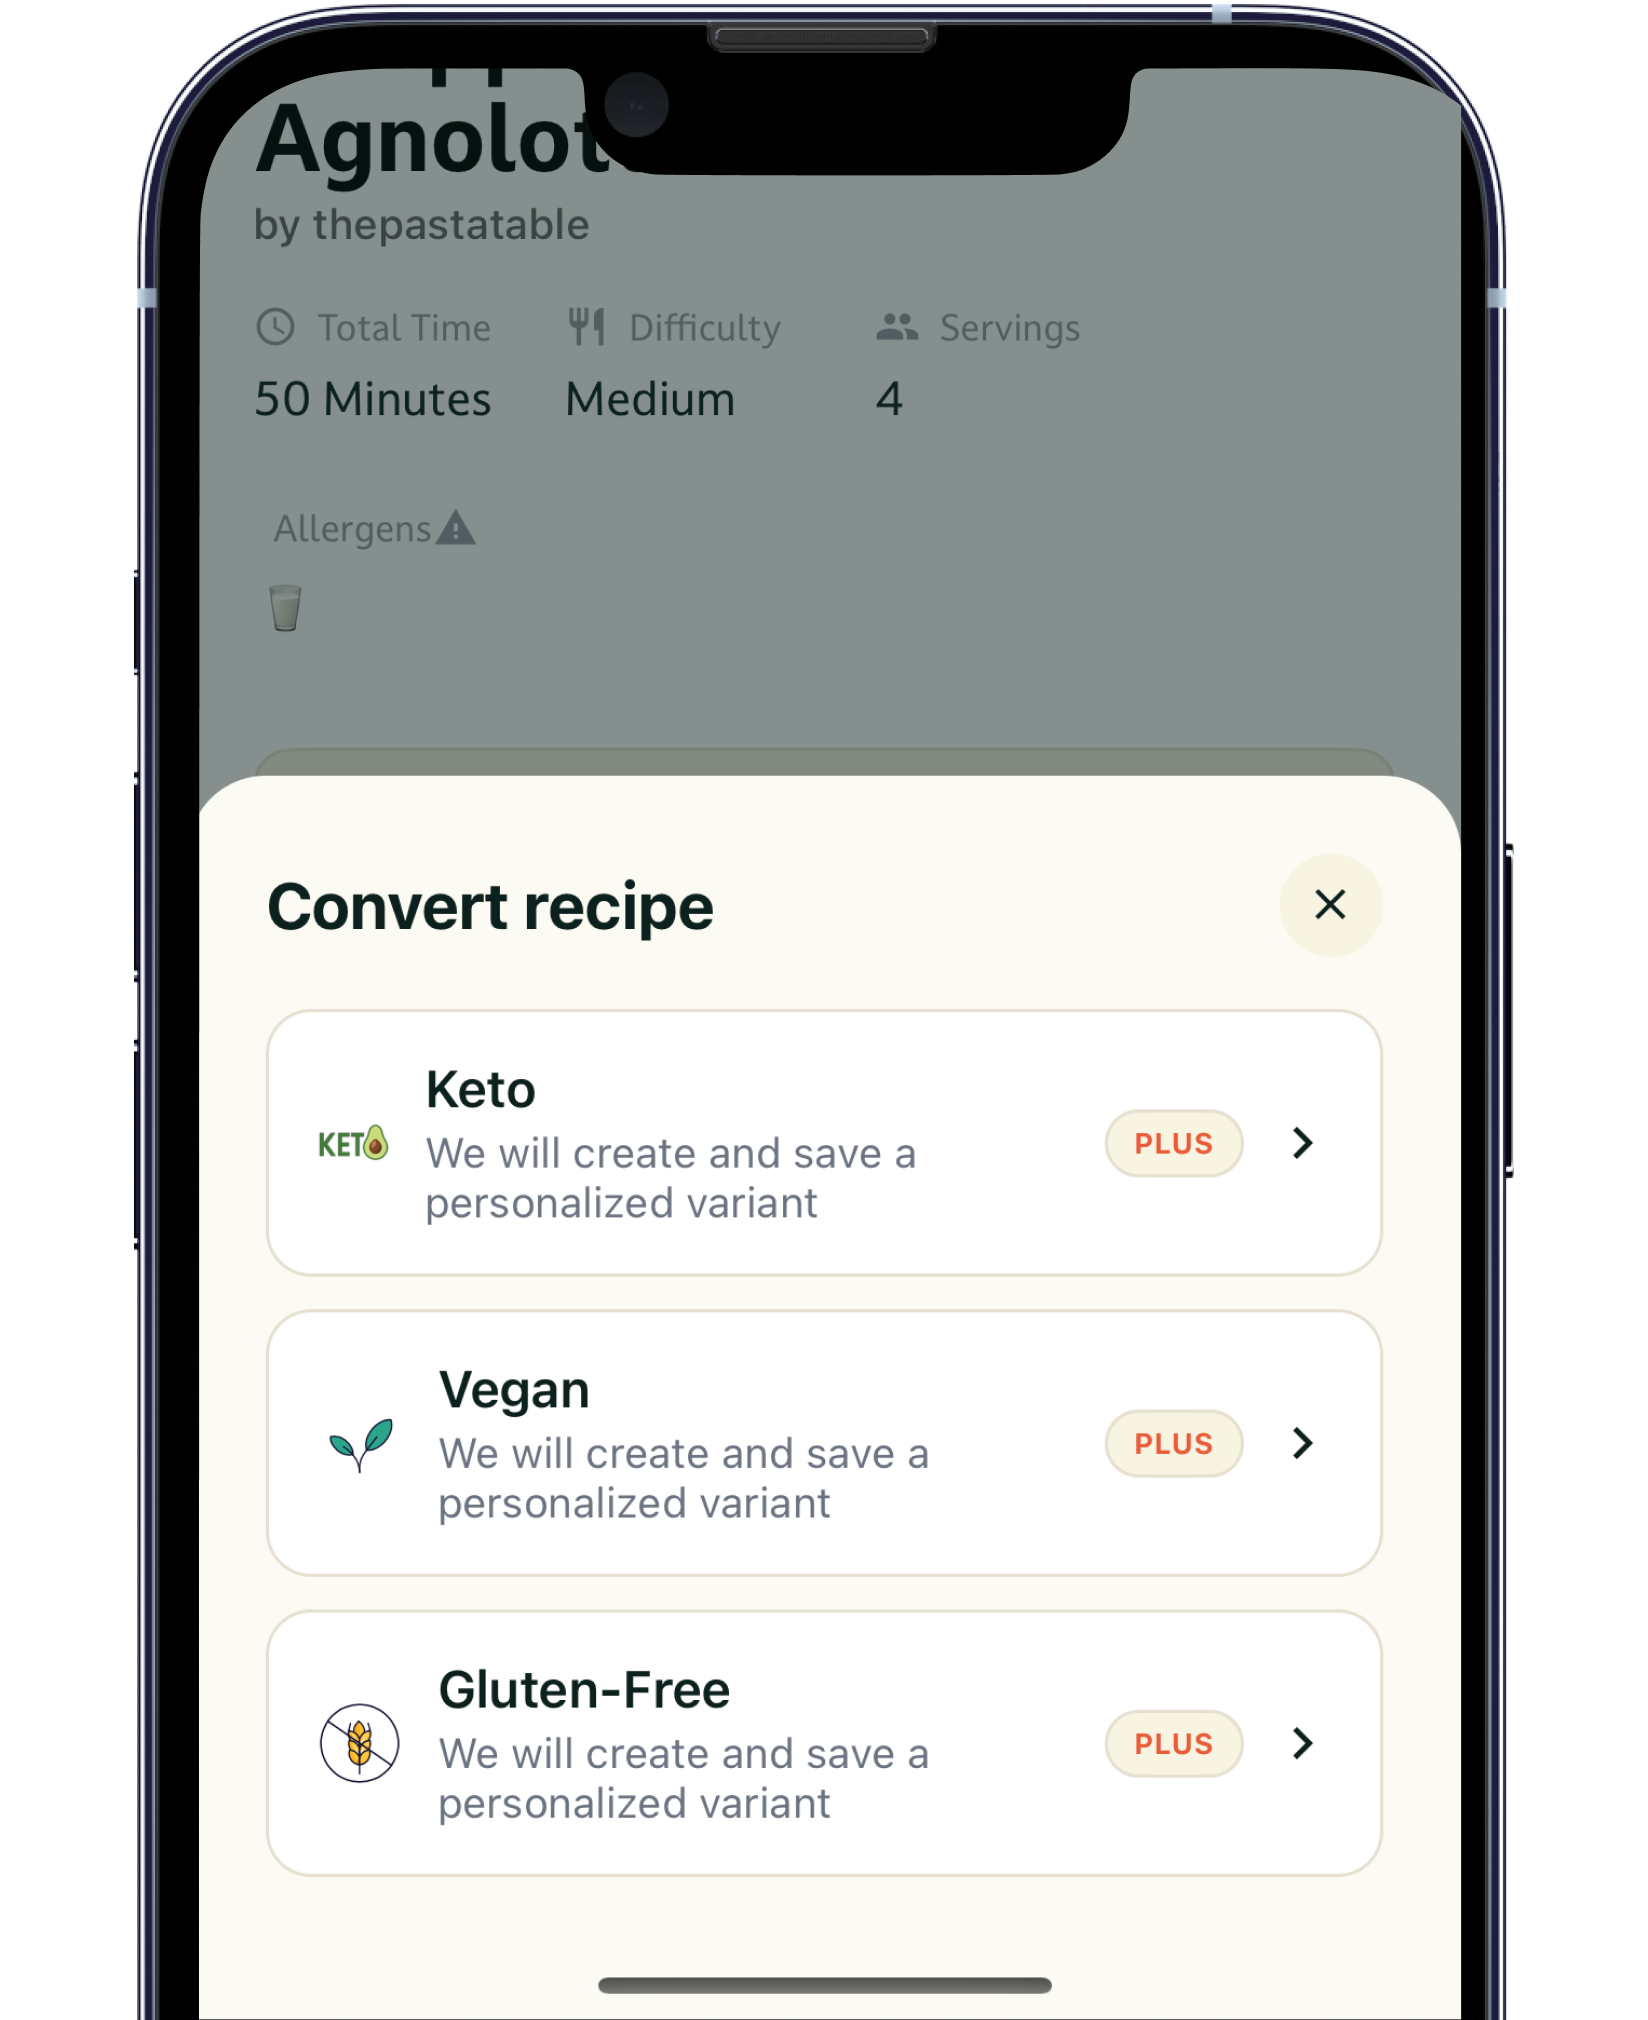 Agnolot
by thepastatable
Total Time Difficulty Servings
50 Minutes Medium 4
Allergens
Convert recipe
Keto
KETO
We will create and save a
personalized variant
PLUS
Vegan
We will create and save a
personalized variant
PLUS
Gluten-Free
We will create and save a
personalized variant
PLUS